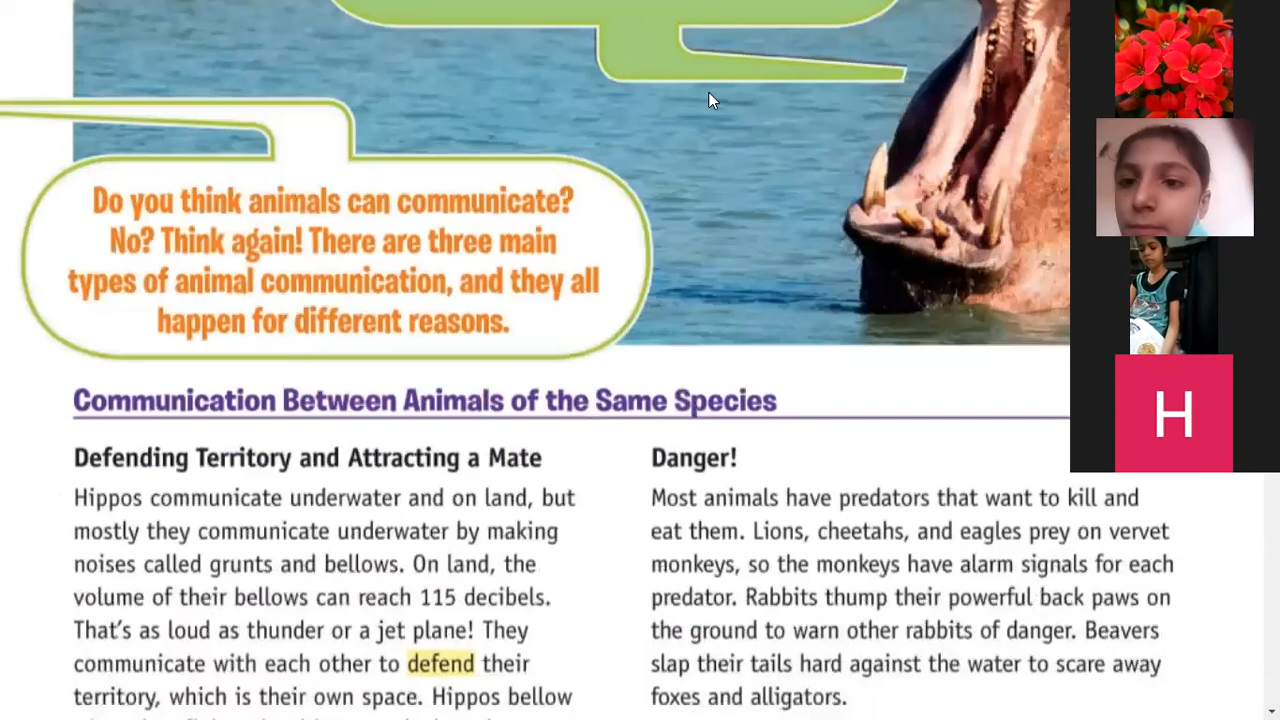 Do you think animals can communicate?
No? Think again! There are three main
types of animal communication, and they all
happen for different reasons.
Communication Between Animals of the Same Species
Defending Territory and Attracting a Mate
Hippos communicate underwater and on land, but
mostly they communicate underwater by making
noises called grunts and bellows. On land, the
volume of their bellows can reach 115 decibels.
That's as loud as thunder or a jet plane! They
communicate with each other to defend their
territory, which is their own space. Hippos bellow
Danger!
Most animals have predators that want to kill and
eat them. Lions, cheetahs, and eagles prey on vervet
monkeys, so the monkeys have alarm signals for each
predator. Rabbits thump their powerful back paws on
the ground to warn other rabbits of danger. Beavers
slap their tails hard against the water to scare away
foxes and alligators.
H